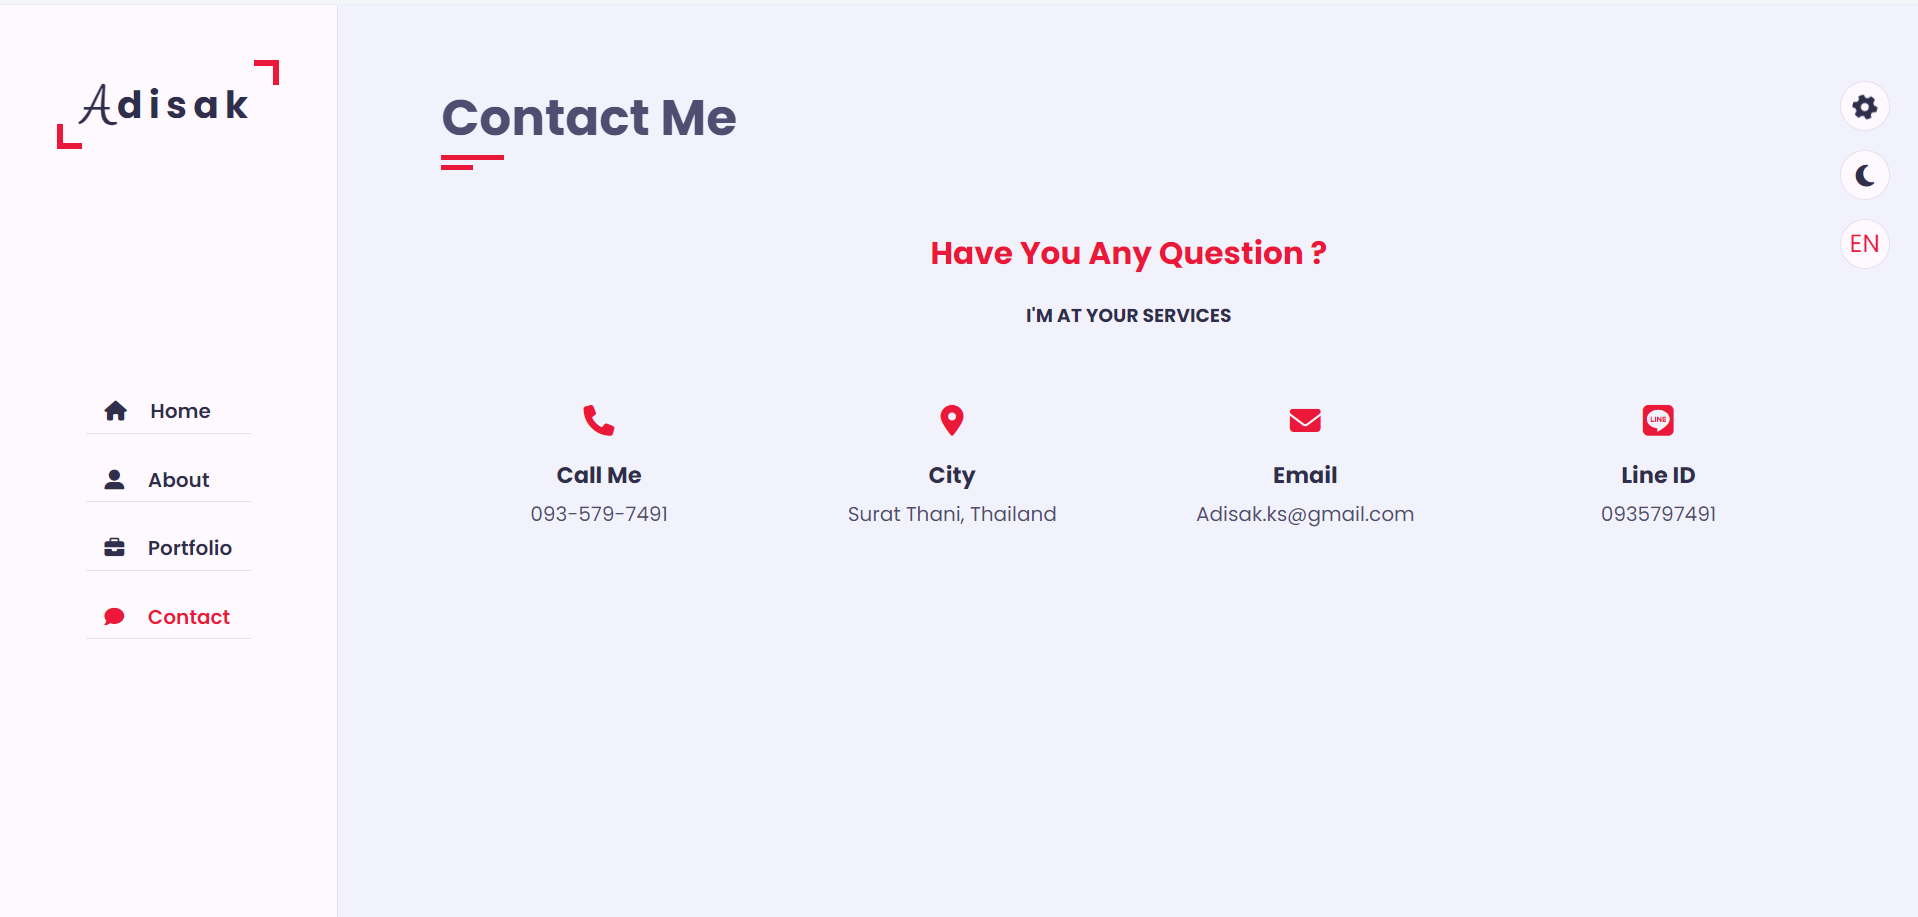 Adisak
Home
About
Portfolio
Contact
Contact Me
Have You Any Question ?
I'M AT YOUR SERVICES
Call Me
093-579-7491
City
Surat Thani, Thailand
Email
Adisak.ks@gmail.com
LINE
Line ID
0935797491
EN